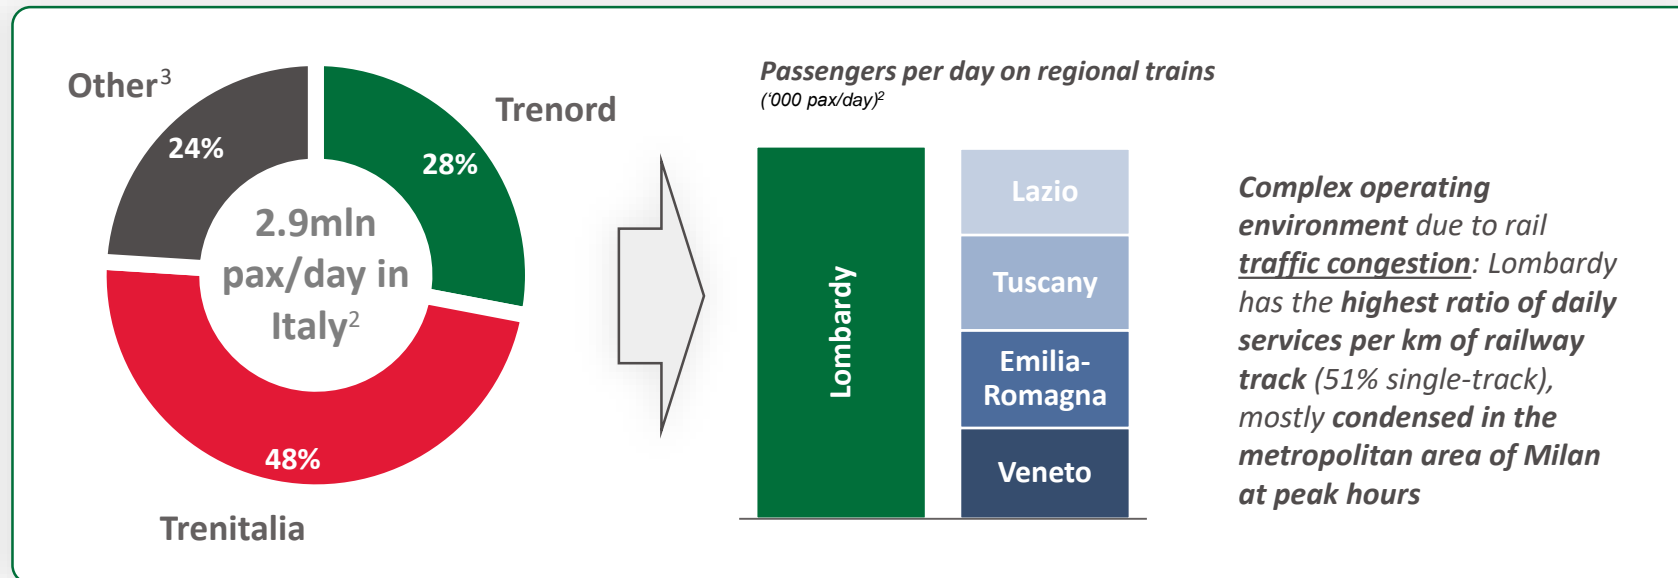 Other³
24%
Trenord
28%
2.9mln
pax/day in
Italy²
48%
Trenitalia
Passengers per day on regional trains
(‘000 pax/day)²
Lombardy
Lazio
Tuscany
Emilia-
Romagna
Veneto
Complex operating
environment due to rail
traffic congestion: Lombardy
has the highest ratio of daily
services per km of railway
track (51% single-track),
mostly condensed in the
metropolitan area of Milan
at peak hours